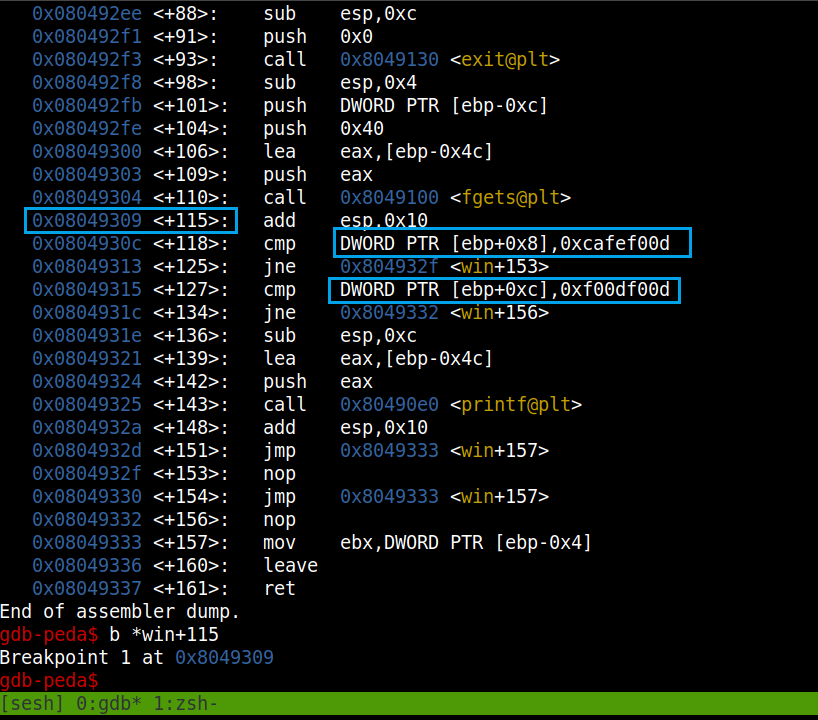 0x080492ee <+88>: sub esp,0xc
0x080492f1 <+91>: push 0x0
0x080492f3 <+93>: call 0x8049130 <exit@plt>
0x080492f8 <+98>: sub esp,0x4
0x080492fb <+101>: push DWORD PTR [ebp-0xc]
0x080492fe <+104>: push 0x40
0x08049300 <+106>: lea eax,[ebp-0x4c]
0x08049303 <+109>: push eax
0x08049304 <+110>: call 0x8049100 <fgets@plt>
0x08049309 <+115>: add esp,0x10
0x0804930c <+118>: cmp DWORD PTR [ebp+0x8],0xcafef00d
0x08049313 <+125>: jne 0x804932f <win+153>
0x08049315 <+127>: cmp DWORD PTR [ebp+0xc],0xf00df00d
0x0804931c <+134>: jne 0x8049332 <win+156>
0x0804931e <+136>: sub esp,0xc
0x08049321 <+139>: lea eax,[ebp-0x4c]
0x08049324 <+142>: push eax
0x08049325 <+143>: call 0x80490e0 <printf@plt>
0x0804932a <+148>: add esp,0x10
0x0804932d <+151>: jmp 0x8049333 <win+157>
0x0804932f <+153>: nop
0x08049330 <+154>: jmp 0x8049333 <win+157>
0x08049332 <+156>: nop
0x08049333 <+157>: mov ebx,DWORD PTR [ebp-0x4]
0x08049336 <+160>: leave
0x08049337 <+161>: ret
End of assembler dump.
gdb-peda$ b *win+115
Breakpoint 1 at 0x8049309
gdb-peda$
[sesh] 0:gdb* 1:zsh-